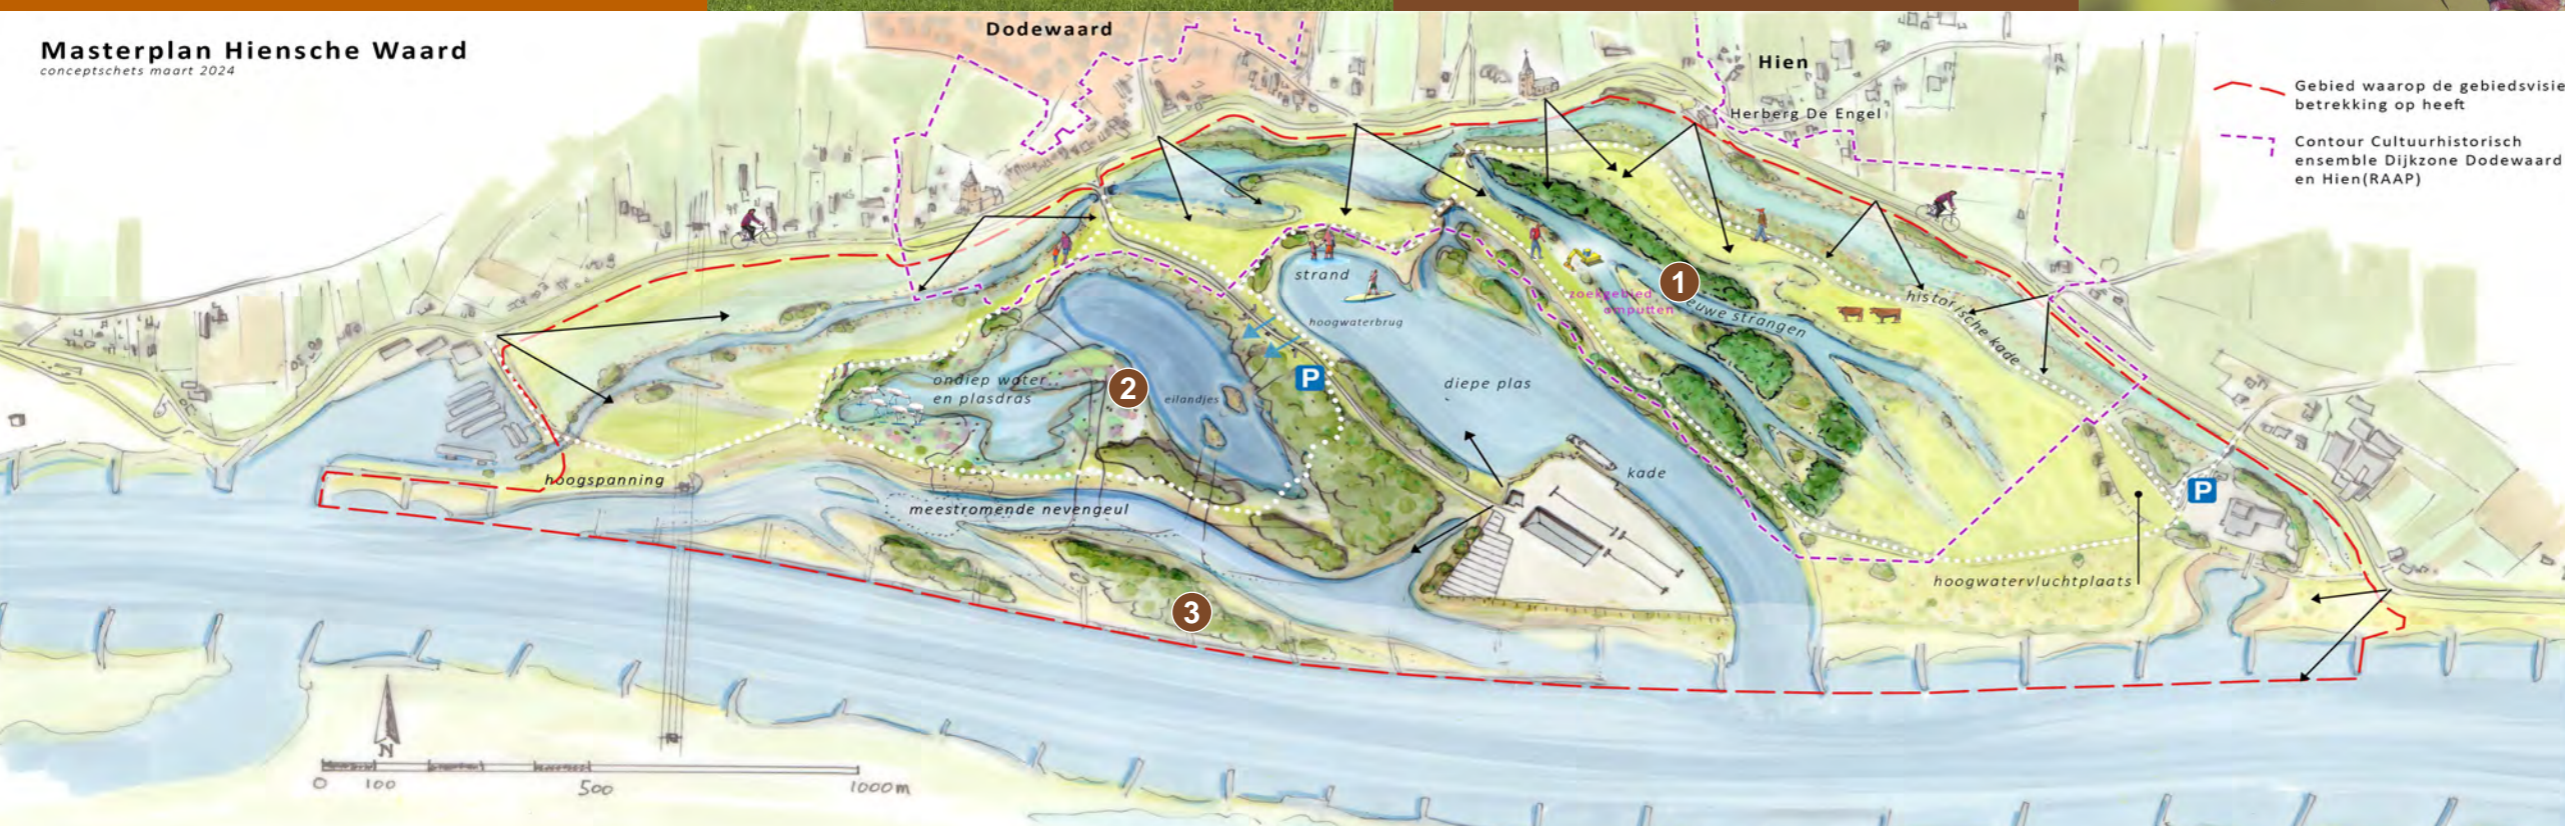 Masterplan Hiensche Waard
conceptschets maart 2024
Dodewaard
Hien
Herberg De Engel
Gebied waarop de gebiedsvisie
betrekking op heeft
Contour Cultuurhistorisch
ensemble Dijkzone Dodewaard
en Hien(RAAP)
strand
hoogwaterbrug
zoekgebied
omputten
1
euwe strangen
historische kade
ondiep water
en plasdras
2
eilandjes
P
diepe plas
kade
hoogspanning
meestromende nevengeul
P
hoogwatervluchtplaats
3
N
0 100 500 1000m